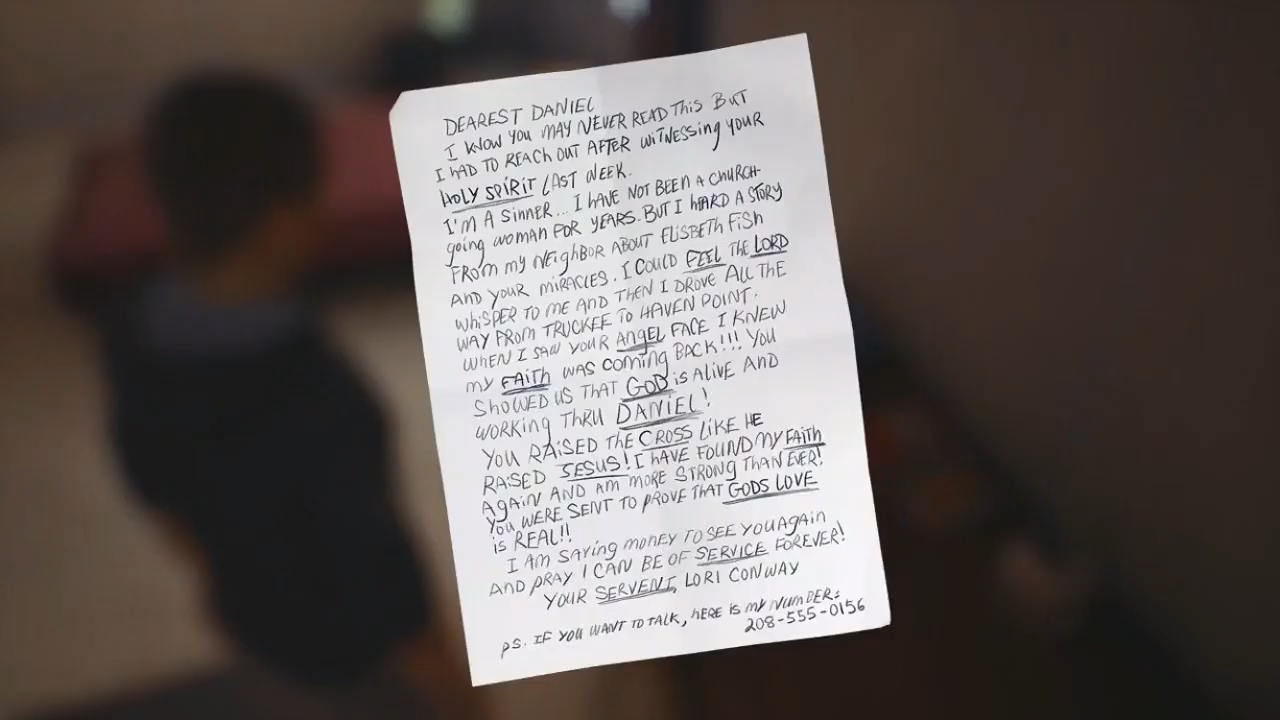 DEAREST DANIEL
I KNOW YOU MAY NEVER READ THIS BUT
I HAD TO REACH OUT AFTER WITNESSING YOUR
HOLY SPIRIT LAST WEEK.
I'M A SINNER... I HAVE NOT BEEN A CHURCH-
going WOMAN FOR YEARS. BUT I HEARD A STORY
FROM MY NEIGHBOR ABOUT ELISBETH FISH
AND YOUR MIRACLES. I COULD FEEL THE LORD
WHISPER TO ME AND THEN I DROVE ALL THE
WAY FROM TRUCKEE TO HAVEN POINT.
WHEN I SAW YOUR ANGEL FACE I KNEW
MY FAITH WAS COMING BACK!!! YOU
SHOWED US THAT GOD IS ALIVE AND
WORKING THRU DANIEL!
YOU RAISED THE CROSS LIKE HE
RAISED JESUS! I HAVE FOUND MY FAITH
AGAIN AND AM MORE STRONG THAN EVER!
YOU WERE SENT TO PROVE THAT GODS LOVE
is REAL!!
I AM SAVING MONEY TO SEE YOU AGAIN
AND PRAY I CAN BE OF SERVICE FOREVER!
YOUR SERVENT, LORI CONWAY
PS. IF YOU WANT TO TALK, HERE IS MY NUMBER:
208-555-0156